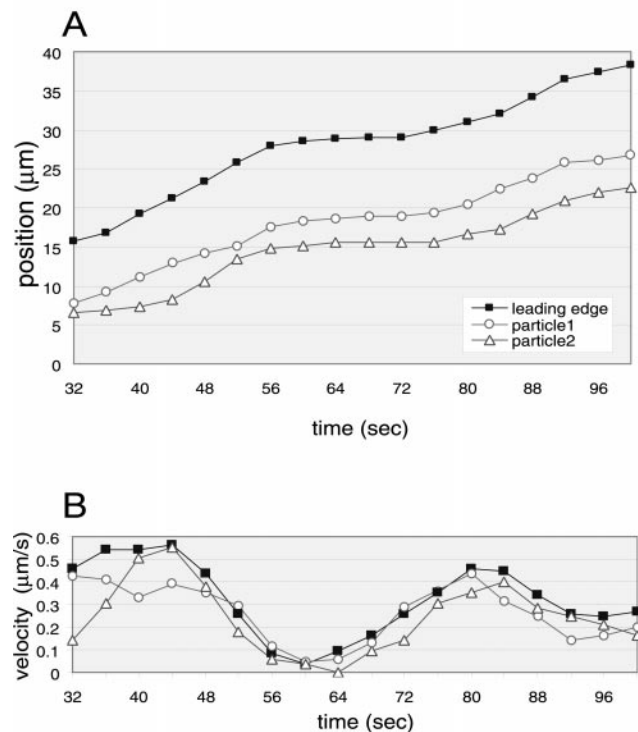 A
position (μm)
40
35
30
25
20
15
10
5
0
leading edge
particle1
particle2
32 40 48 56 64 72 80 88 96
time (sec)
B
velocity (μm/s)
0.6
0.5
0.4
0.3
0.2
0.1
0
32 40 48 56 64 72 80 88 96
time (sec)